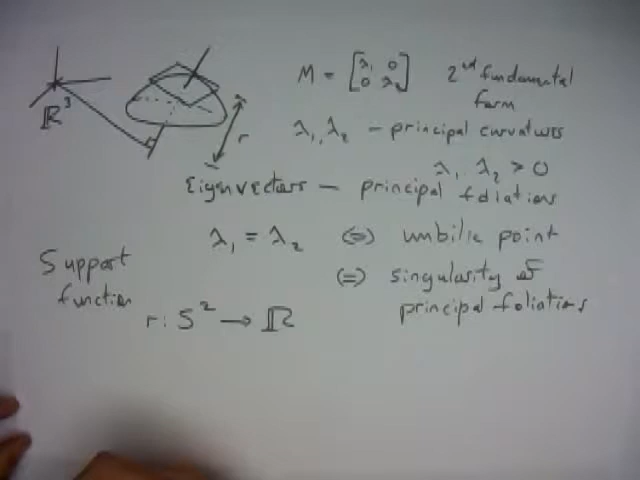 ℝ³
r
M = [λ₁ 0
0 λ₂]
2nd fundamental
form
λ₁, λ₂ – principal curvatures
λ₁, λ₂ > 0
Eigenvectors – principal foliations
λ₁ = λ₂ ⇔ umbilic point
⇔ singularity of
principal foliations
Support
function
r: S² → ℝ